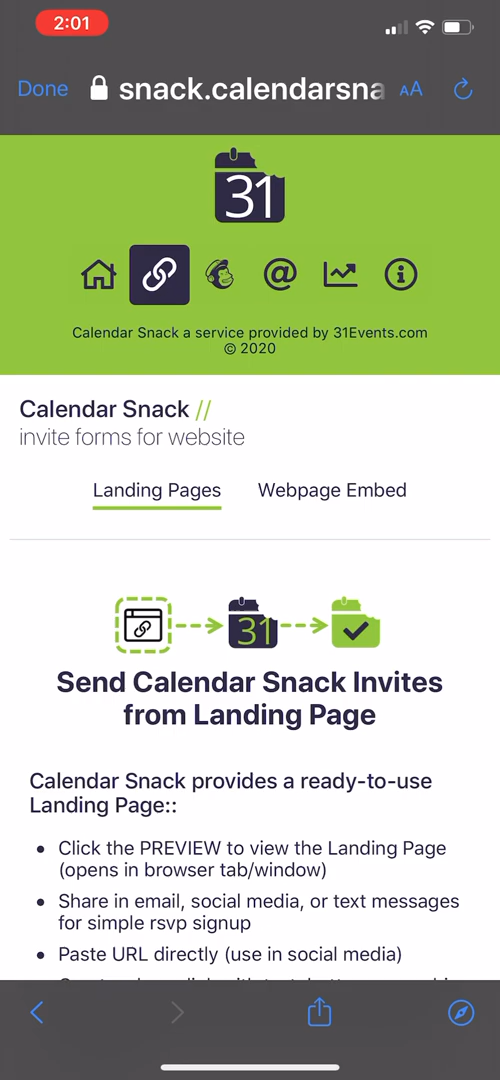 2:01
Done
snack.calendarsna
AA
31
Calendar Snack a service provided by 31Events.com
© 2020
Calendar Snack //
invite forms for website
Landing Pages
Webpage Embed
31
Send Calendar Snack Invites
from Landing Page
Calendar Snack provides a ready-to-use
Landing Page::
• Click the PREVIEW to view the Landing Page
(opens in browser tab/window)
• Share in email, social media, or text messages
for simple rsvp signup
• Paste URL directly (use in social media)